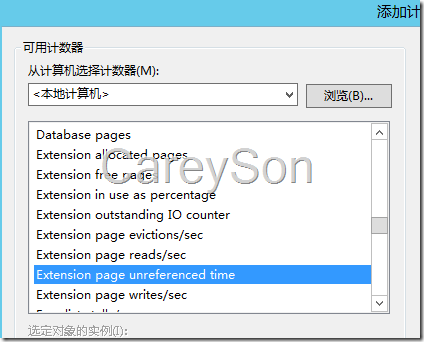 添加计
可用计数器
从计算机选择计数器(M):
<本地计算机>
浏览(B)...
Database pages
Extension allocated pages
Extension free pages
Extension in use as percentage
Extension outstanding IO counter
Extension page evictions/sec
Extension page reads/sec
Extension page unreferenced time
Extension page writes/sec
选定对象的实例(I):
CareySon